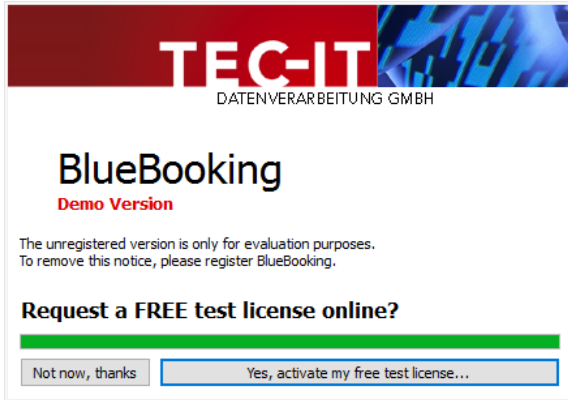 TEC-IT
DATENVERARBEITUNG GMBH
BlueBooking
Demo Version
The unregistered version is only for evaluation purposes.
To remove this notice, please register BlueBooking.
Request a FREE test license online?
Not now, thanks
Yes, activate my free test license...